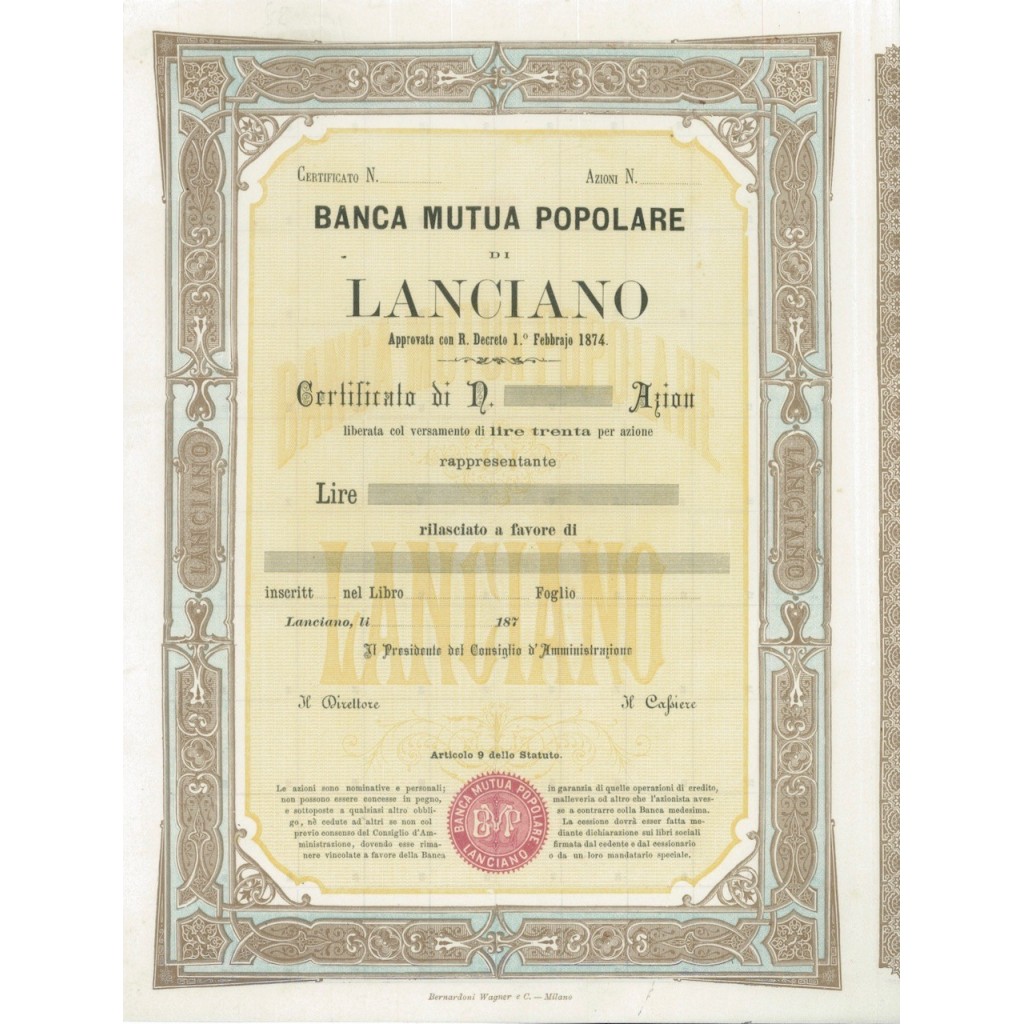 CERTIFICATO N. AZIONI N.
BANCA MUTUA POPOLARE
DI
LANCIANO
Approvata con R. Decreto 1.º Febbrajo 1874.
BANCA MUTUA POPOLARE
Certificato di N. Azion
liberata col versamento di lire trenta per azione
rappresentante
Lire
rilasciato a favore di
LANCIANO
LANCIANO
LANCIANO
inscritt nel Libro Foglio
Lanciano, li 187
Il Presidente del Consiglio d'Amministrazione
Il Direttore Il Caſsiere
Articolo 9 dello Statuto.
Le azioni sono nominative e personali;
non possono essere concesse in pegno,
e sottoposte a qualsiasi altro obbli-
go, nè cedute ad altri se non col
previo consenso del Consiglio d'Am-
ministrazione, dovendo esse rima-
nere vincolate a favore della Banca
BANCA MUTUA POPOLARE
BMP
LANCIANO
in garanzia di quelle operazioni di credito,
malleveria od altro che l'azionista aves-
se a contrarre colla Banca medesima.
La cessione dovrà esser fatta me-
diante dichiarazione sui libri sociali
firmata dal cedente e dal cessionario
o da un loro mandatario speciale.
Bernardoni Wagner e C. — Milano